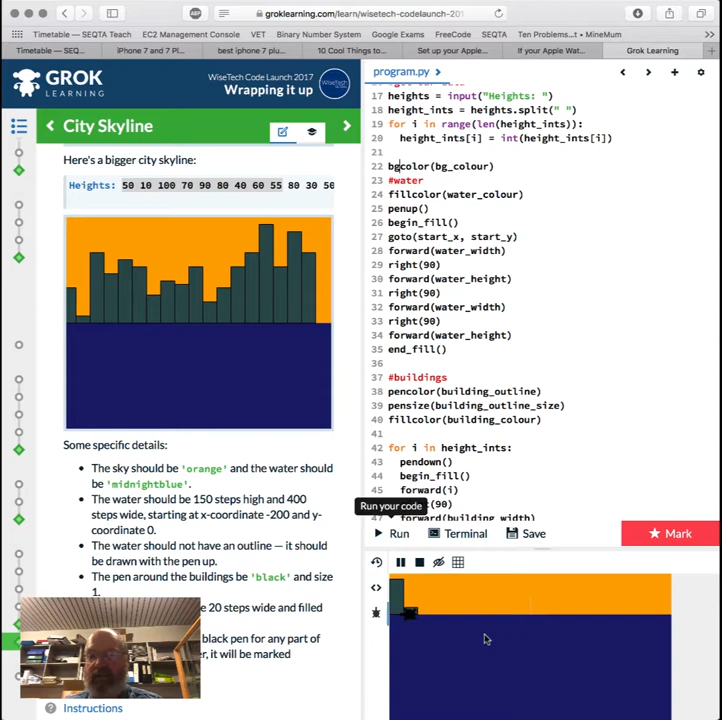 groklearning.com/learn/wisetech-codelaunch-201
Timetable — SEQTA Teach EC2 Management Console VET Binary Number System Google Exams FreeCode SEQTA Ten Problems…T • MineMum
Timetable — SEQ... iPhone 7 and 7 Pl... best iphone 7 plu... 10 Cool Things to... Set up your Apple... If your Apple Wat... Grok Learning
GROK
LEARNING
WiseTech Code Launch 2017
Wrapping it up
WiseTech
City Skyline
Here's a bigger city skyline:
Heights: 50 10 100 70 90 80 40 60 55 80 30 50
Some specific details:
The sky should be 'orange' and the water should
be 'midnightblue'.
The water should be 150 steps high and 400
steps wide, starting at x-coordinate -200 and y-
coordinate 0.
The water should not have an outline — it should
be drawn with the pen up.
The pen around the buildings be 'black' and size
1.
e 20 steps wide and filled
black pen for any part of
r, it will be marked
Instructions
program.py
17 heights = input("Heights: ")
18 height_ints = heights.split(" ")
19 for i in range(len(height_ints)):
20 height_ints[i] = int(height_ints[i])
21
22 bgcolor(bg_colour)
23 #water
24 fillcolor(water_colour)
25 penup()
26 begin_fill()
27 goto(start_x, start_y)
28 forward(water_width)
29 right(90)
30 forward(water_height)
31 right(90)
32 forward(water_width)
33 right(90)
34 forward(water_height)
35 end_fill()
36
37 #buildings
38 pencolor(building_outline)
39 pensize(building_outline_size)
40 fillcolor(building_colour)
41
42 for i in height_ints:
43 pendown()
44 begin_fill()
45 forward(i)
(90)
47 forward(building_width)
Run your code
Run Terminal Save Mark